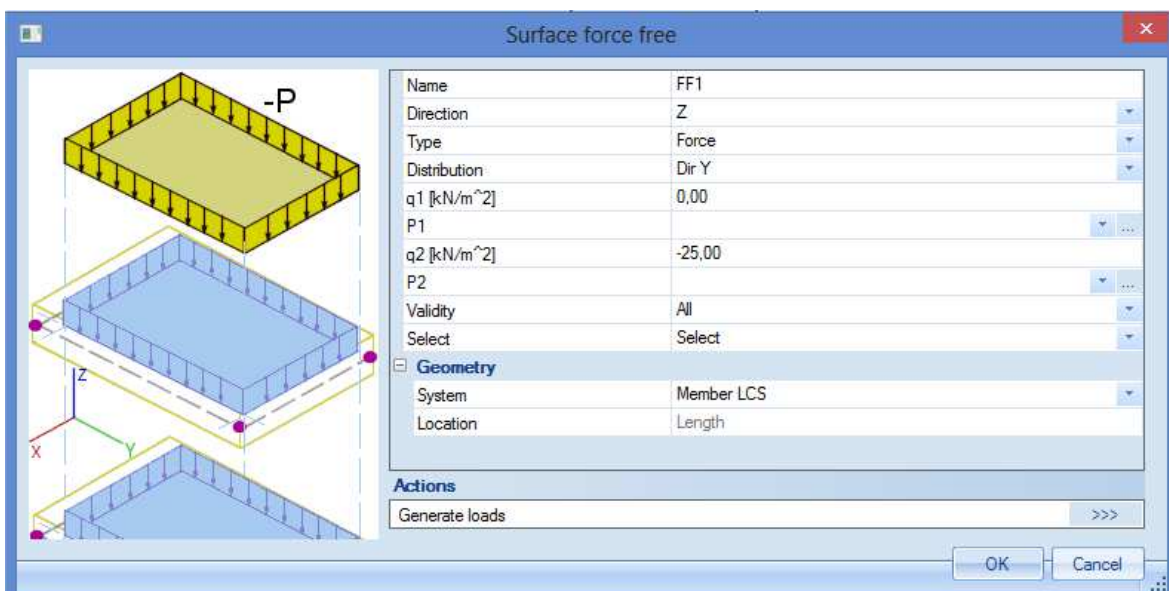 Surface force free
-P
Z
X
Y
Name FF1
Direction Z
Type Force
Distribution Dir Y
q1 [kN/m^2] 0,00
P1 ...
q2 [kN/m^2] -25,00
P2 ...
Validity All
Select Select
Geometry
System Member LCS
Location Length
Actions
Generate loads >>>
OK Cancel